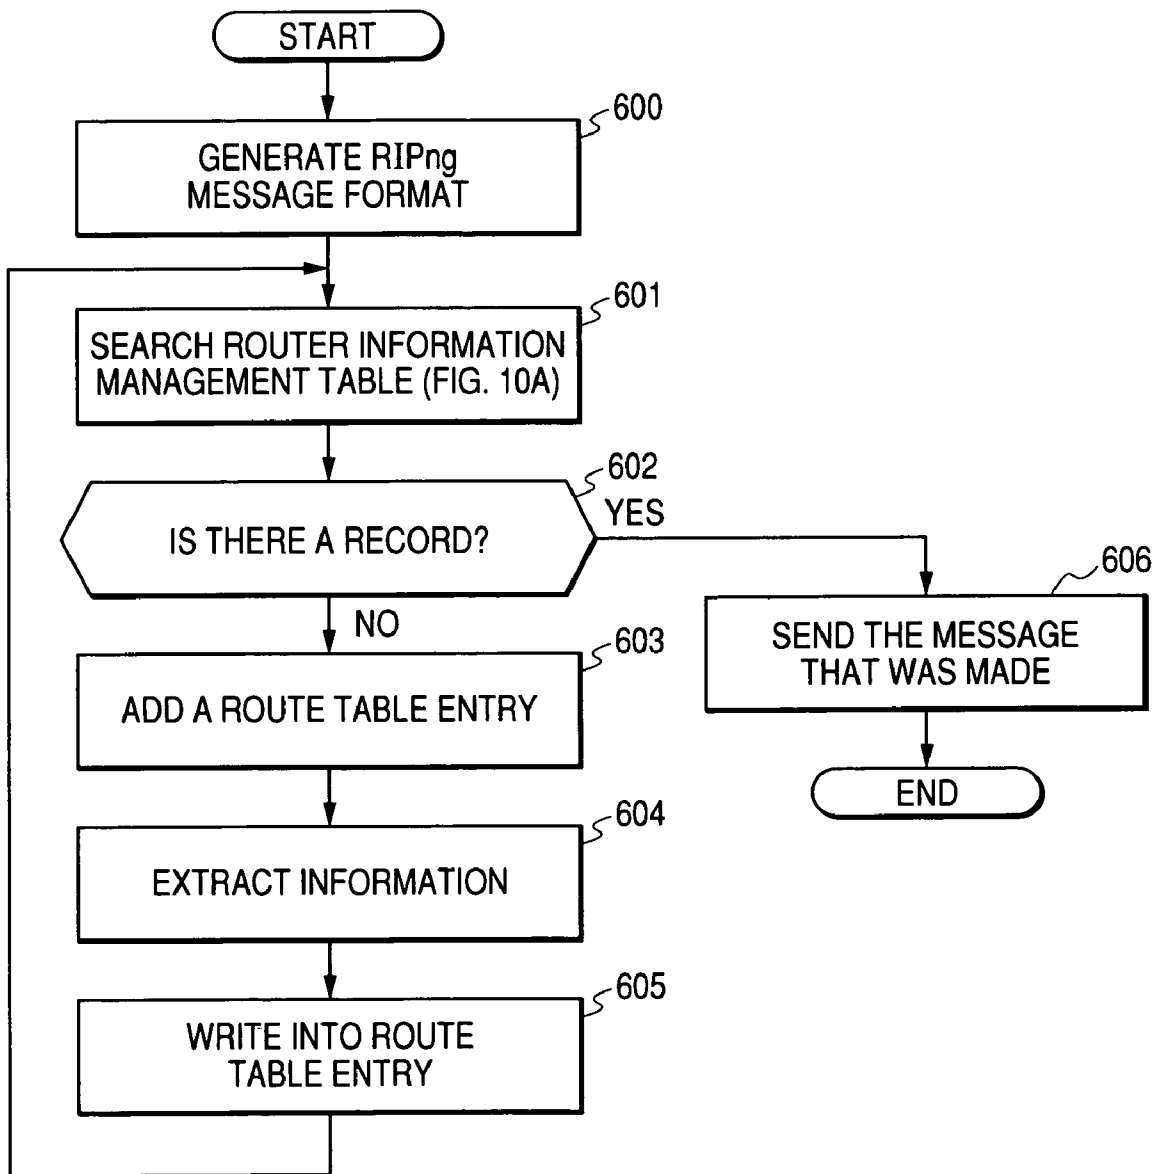 START
600
GENERATE RIPng
MESSAGE FORMAT
601
SEARCH ROUTER INFORMATION
MANAGEMENT TABLE (FIG. 10A)
602
IS THERE A RECORD?
YES
NO
606
SEND THE MESSAGE
THAT WAS MADE
END
603
ADD A ROUTE TABLE ENTRY
604
EXTRACT INFORMATION
605
WRITE INTO ROUTE
TABLE ENTRY